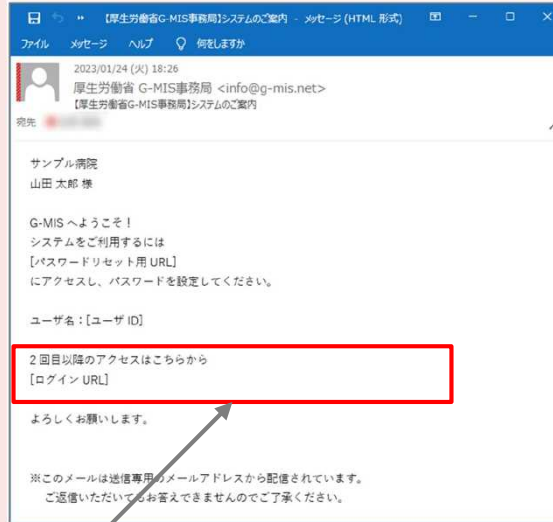 【厚生労働省G-MIS事務局】システムのご案内 - メッセージ (HTML 形式)
ファイル メッセージ ヘルプ 何をしますか
2023/01/24 (火) 18:26
厚生労働省 G-MIS事務局 <info@g-mis.net>
【厚生労働省G-MIS事務局】システムのご案内
宛先
サンプル病院
山田 太郎 様
G-MIS へようこそ!
システムをご利用するには
[パスワードリセット用 URL]
にアクセスし、パスワードを設定してください。
ユーザ名:[ユーザ ID]
2 回目以降のアクセスはこちらから
[ログイン URL]
よろしくお願いします。
※このメールは送信専用のメールアドレスから配信されています。
ご返信いただいてもお答えできませんのでご了承ください。